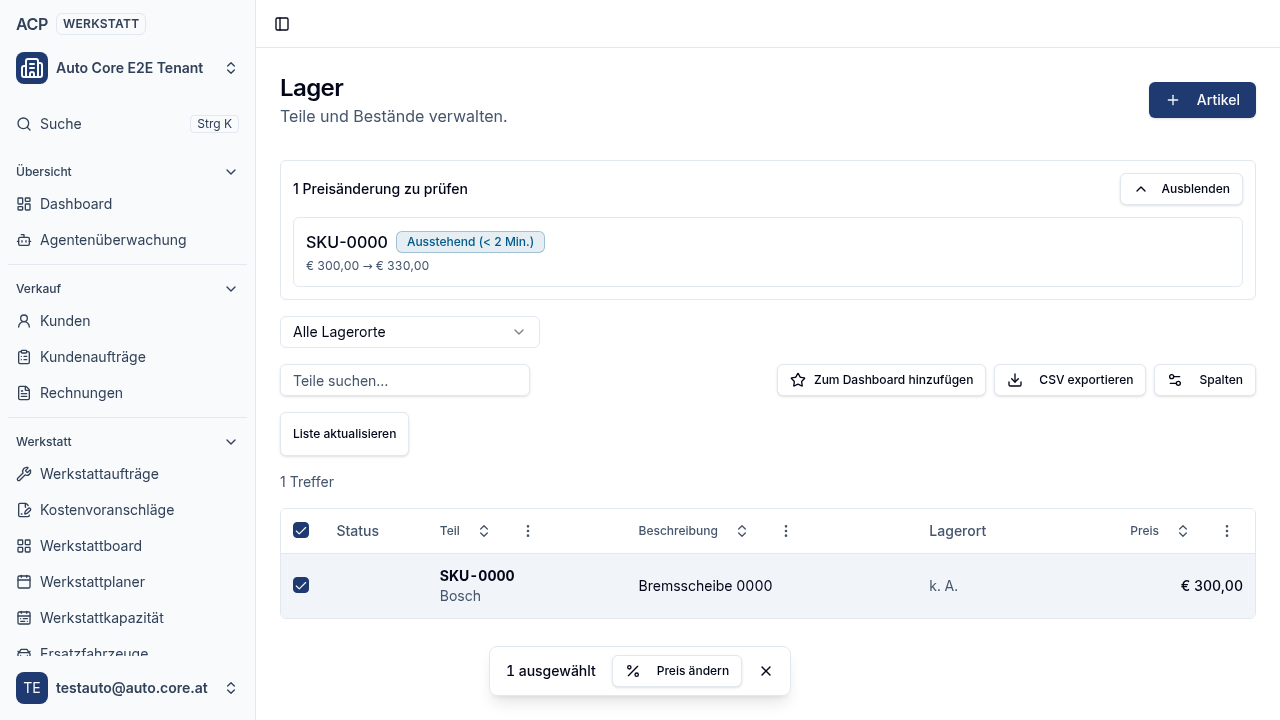 ACP WERKSTATT
Auto Core E2E Tenant
Suche Strg K
Übersicht
Dashboard
Agentenüberwachung
Verkauf
Kunden
Kundenaufträge
Rechnungen
Werkstatt
Werkstattaufträge
Kostenvoranschläge
Werkstattboard
Werkstattplaner
Werkstattkapazität
Ersatzfahrzeuge
TE testauto@auto.core.at
Lager
Teile und Bestände verwalten.
Artikel
1 Preisänderung zu prüfen
Ausblenden
SKU-0000 Ausstehend (< 2 Min.)
€ 300,00 → € 330,00
Alle Lagerorte
Teile suchen...
Zum Dashboard hinzufügen CSV exportieren Spalten
Liste aktualisieren
1 Treffer
Status Teil Beschreibung Lagerort Preis
SKU-0000
Bosch
Bremsscheibe 0000 k. A. € 300,00
1 ausgewählt Preis ändern